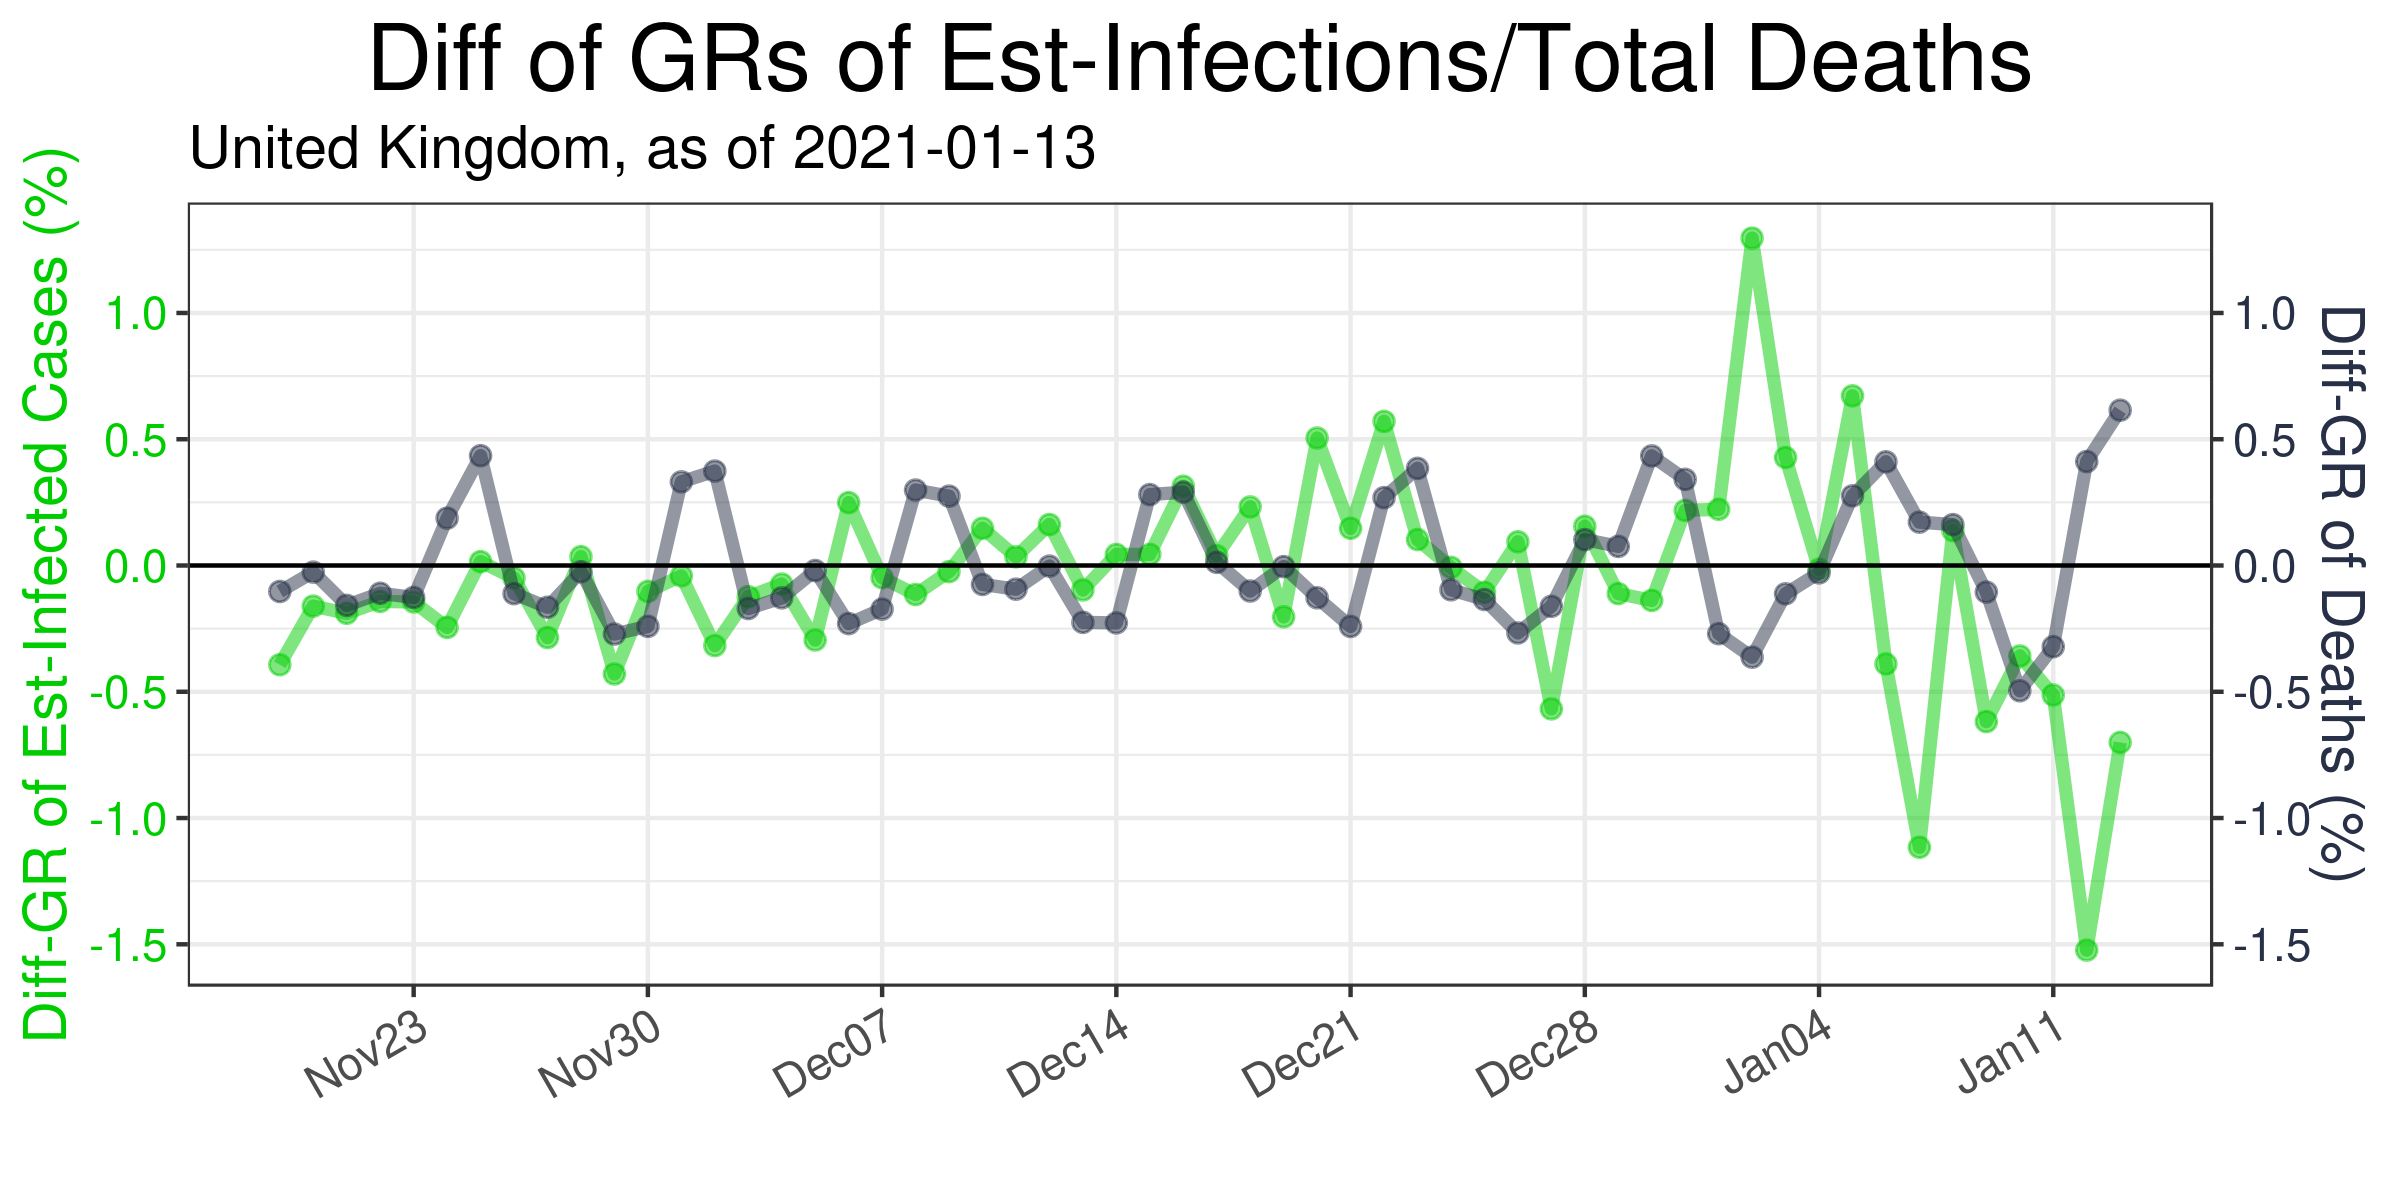 Diff of GRs of Est-Infections/Total Deaths
United Kingdom, as of 2021-01-13
Diff-GR of Est-Infected Cases (%)
1.0
0.5
0.0
-0.5
-1.0
-1.5
1.0
0.5
0.0
-0.5
-1.0
-1.5
Diff-GR of Deaths (%)
Nov23
Nov30
Dec07
Dec14
Dec21
Dec28
Jan04
Jan11